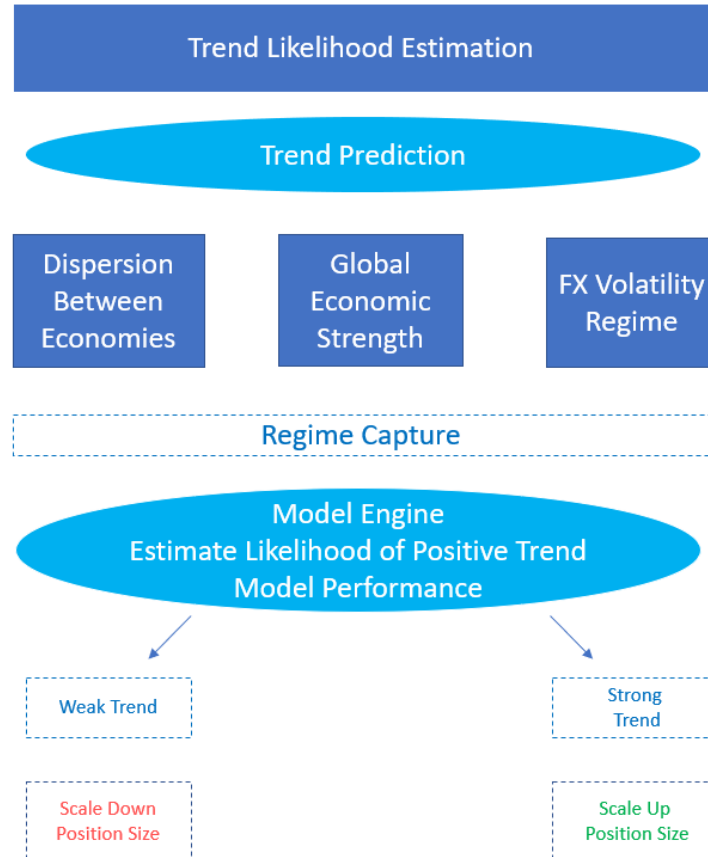 Trend Likelihood Estimation
Trend Prediction
Dispersion
Between
Economies
Global
Economic
Strength
FX Volatility
Regime
Regime Capture
Model Engine
Estimate Likelihood of Positive Trend
Model Performance
Weak Trend
Strong
Trend
Scale Down
Position Size
Scale Up
Position Size